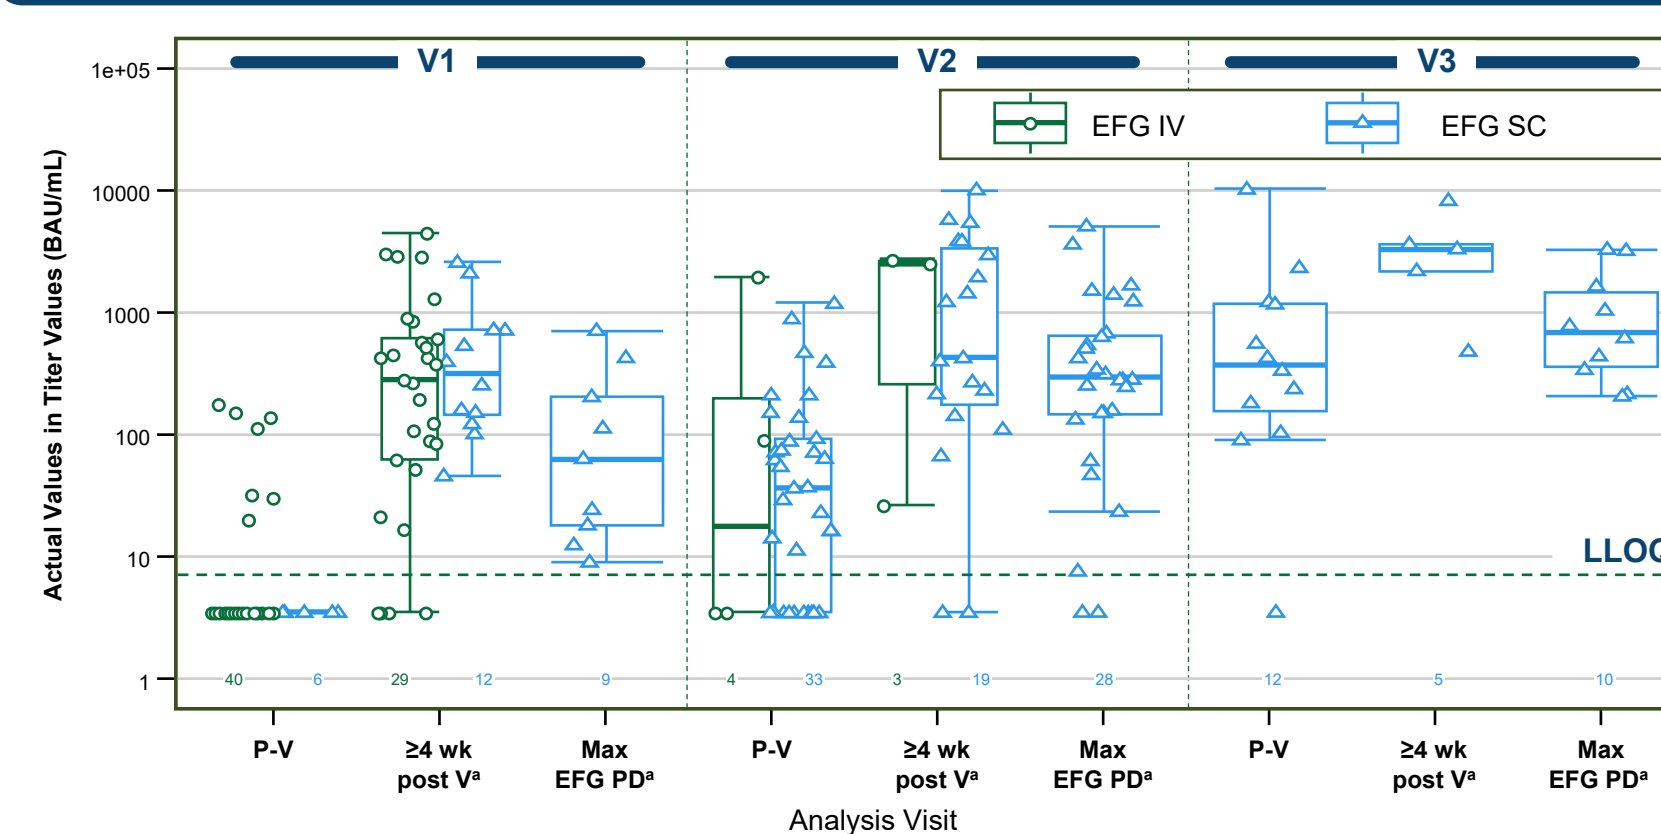 V1 V2 V3
1e+05
EFG IV EFG SC
10000
1000
100
10
LLOQ
1
40 6 29 12 9 4 33 3 19 28 12 5 10
P-V ≥4 wk post Vᵃ Max EFG PDᵃ P-V ≥4 wk post Vᵃ Max EFG PDᵃ P-V ≥4 wk post Vᵃ Max EFG PDᵃ
Analysis Visit
Actual Values in Titer Values (BAU/mL)